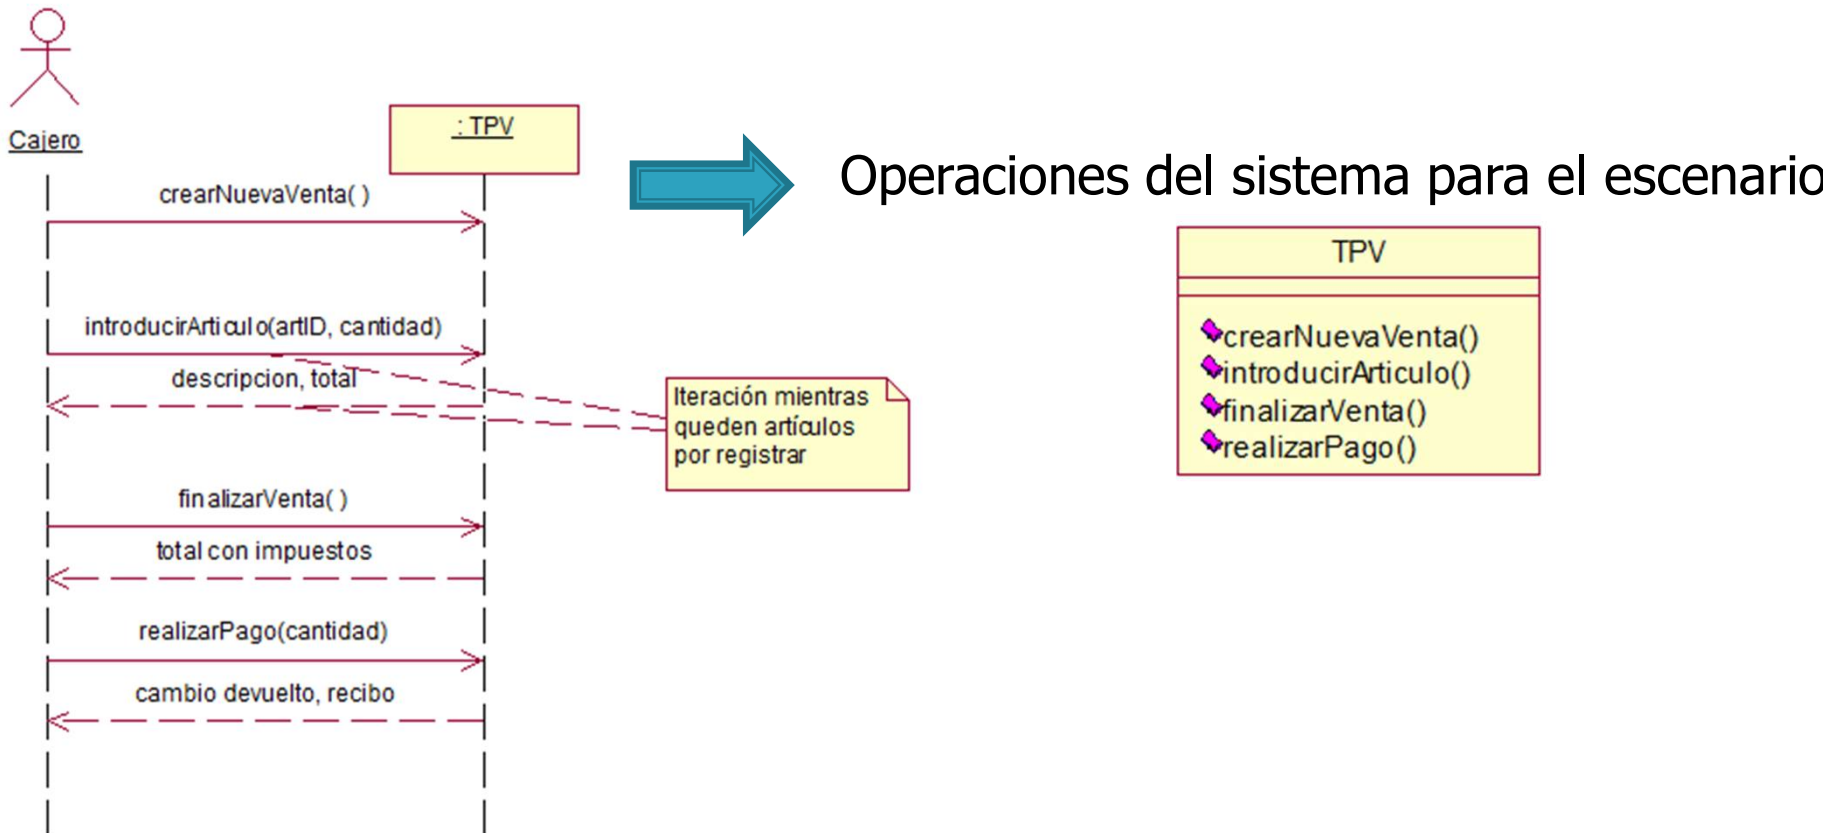 Cajero
: TPV
crearNuevaVenta( )
introducirArticulo(artID, cantidad)
descripcion, total
Iteración mientras
queden artículos
por registrar
finalizarVenta( )
total con impuestos
realizarPago(cantidad)
cambio devuelto, recibo
Operaciones del sistema para el escenario
TPV
crearNuevaVenta()
introducirArticulo()
finalizarVenta()
realizarPago()